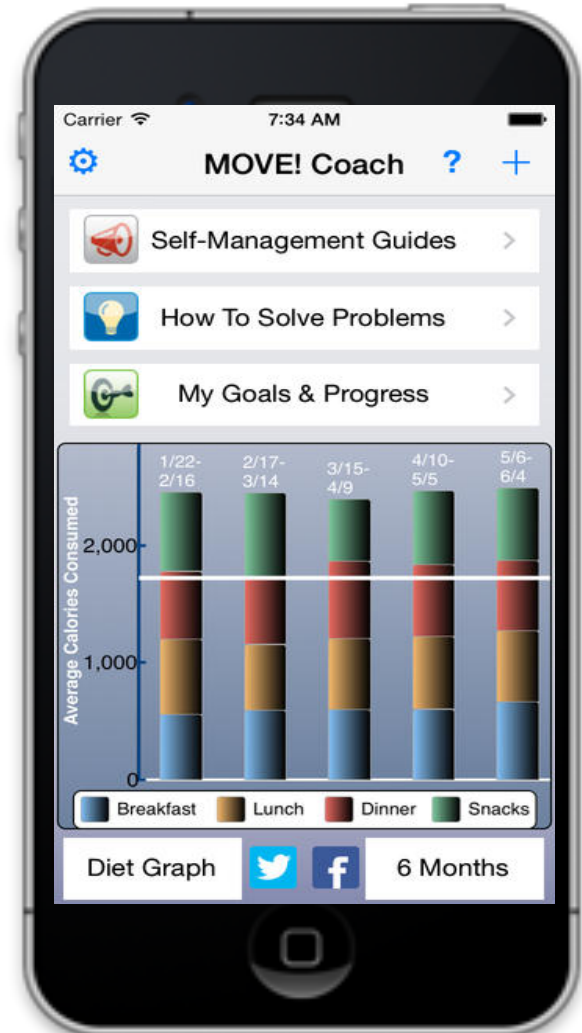 Carrier 7:34 AM
MOVE! Coach ? +
Self-Management Guides >
How To Solve Problems >
My Goals & Progress >
1/22-
2/16
2/17-
3/14
3/15-
4/9
4/10-
5/5
5/6-
6/4
Average Calories Consumed
2,000
1,000
0
Breakfast Lunch Dinner Snacks
Diet Graph f 6 Months